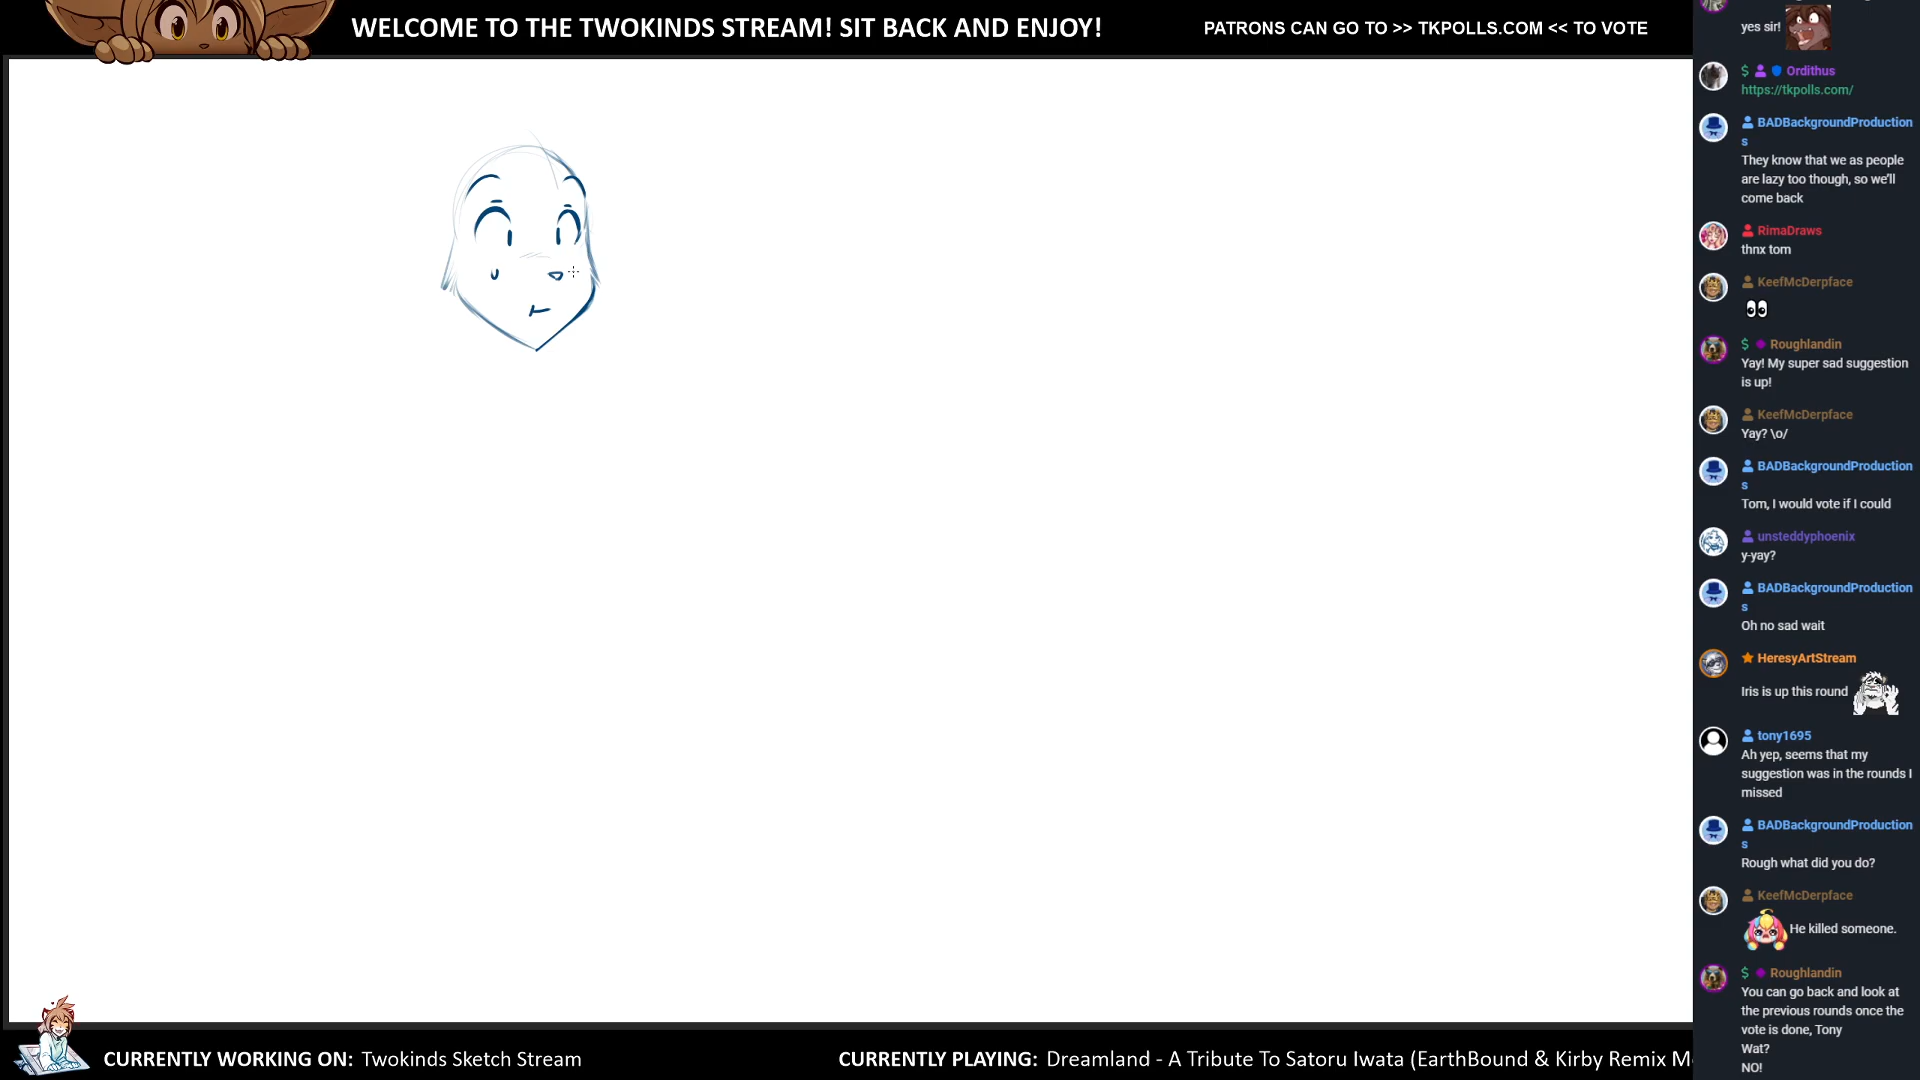 WELCOME TO THE TWOKINDS STREAM! SIT BACK AND ENJOY!
PATRONS CAN GO TO >> TKPOLLS.COM << TO VOTE
yes sir!
$ Ordithus
https://tkpolls.com/
BADBackgroundProduction
s
They know that we as people
are lazy too though, so we'll
come back
RimaDraws
thnx tom
KeefMcDerpface
$ Roughlandin
Yay! My super sad suggestion
is up!
KeefMcDerpface
Yay? \o/
BADBackgroundProduction
s
Tom, I would vote if I could
unsteddyphoenix
y-yay?
BADBackgroundProduction
s
Oh no sad wait
HeresyArtStream
Iris is up this round
tony1695
Ah yep, seems that my
suggestion was in the rounds I
missed
BADBackgroundProduction
s
Rough what did you do?
KeefMcDerpface
He killed someone.
$ Roughlandin
You can go back and look at
the previous rounds once the
vote is done, Tony
Wat?
NO!
CURRENTLY WORKING ON: Twokinds Sketch Stream
CURRENTLY PLAYING: Dreamland - A Tribute To Satoru Iwata (EarthBound & Kirby Remix M